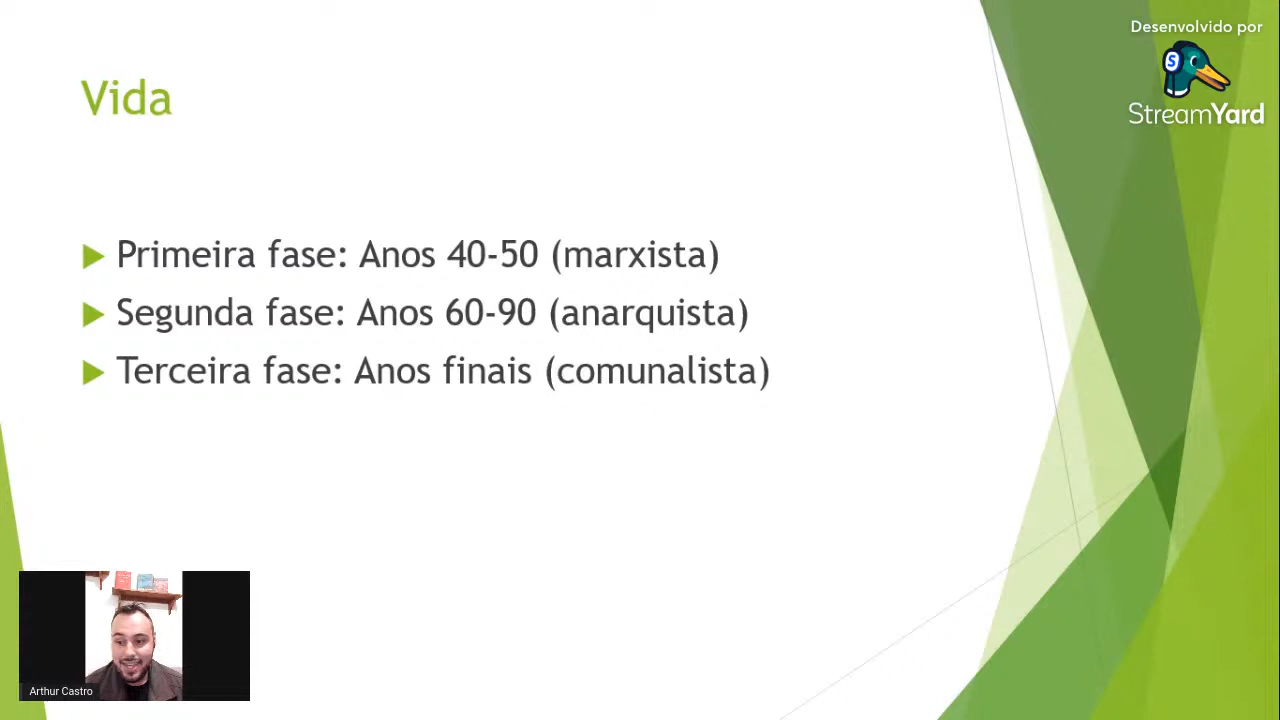 Desenvolvido por
StreamYard
Vida
Primeira fase: Anos 40-50 (marxista)
Segunda fase: Anos 60-90 (anarquista)
Terceira fase: Anos finais (comunalista)
Arthur Castro